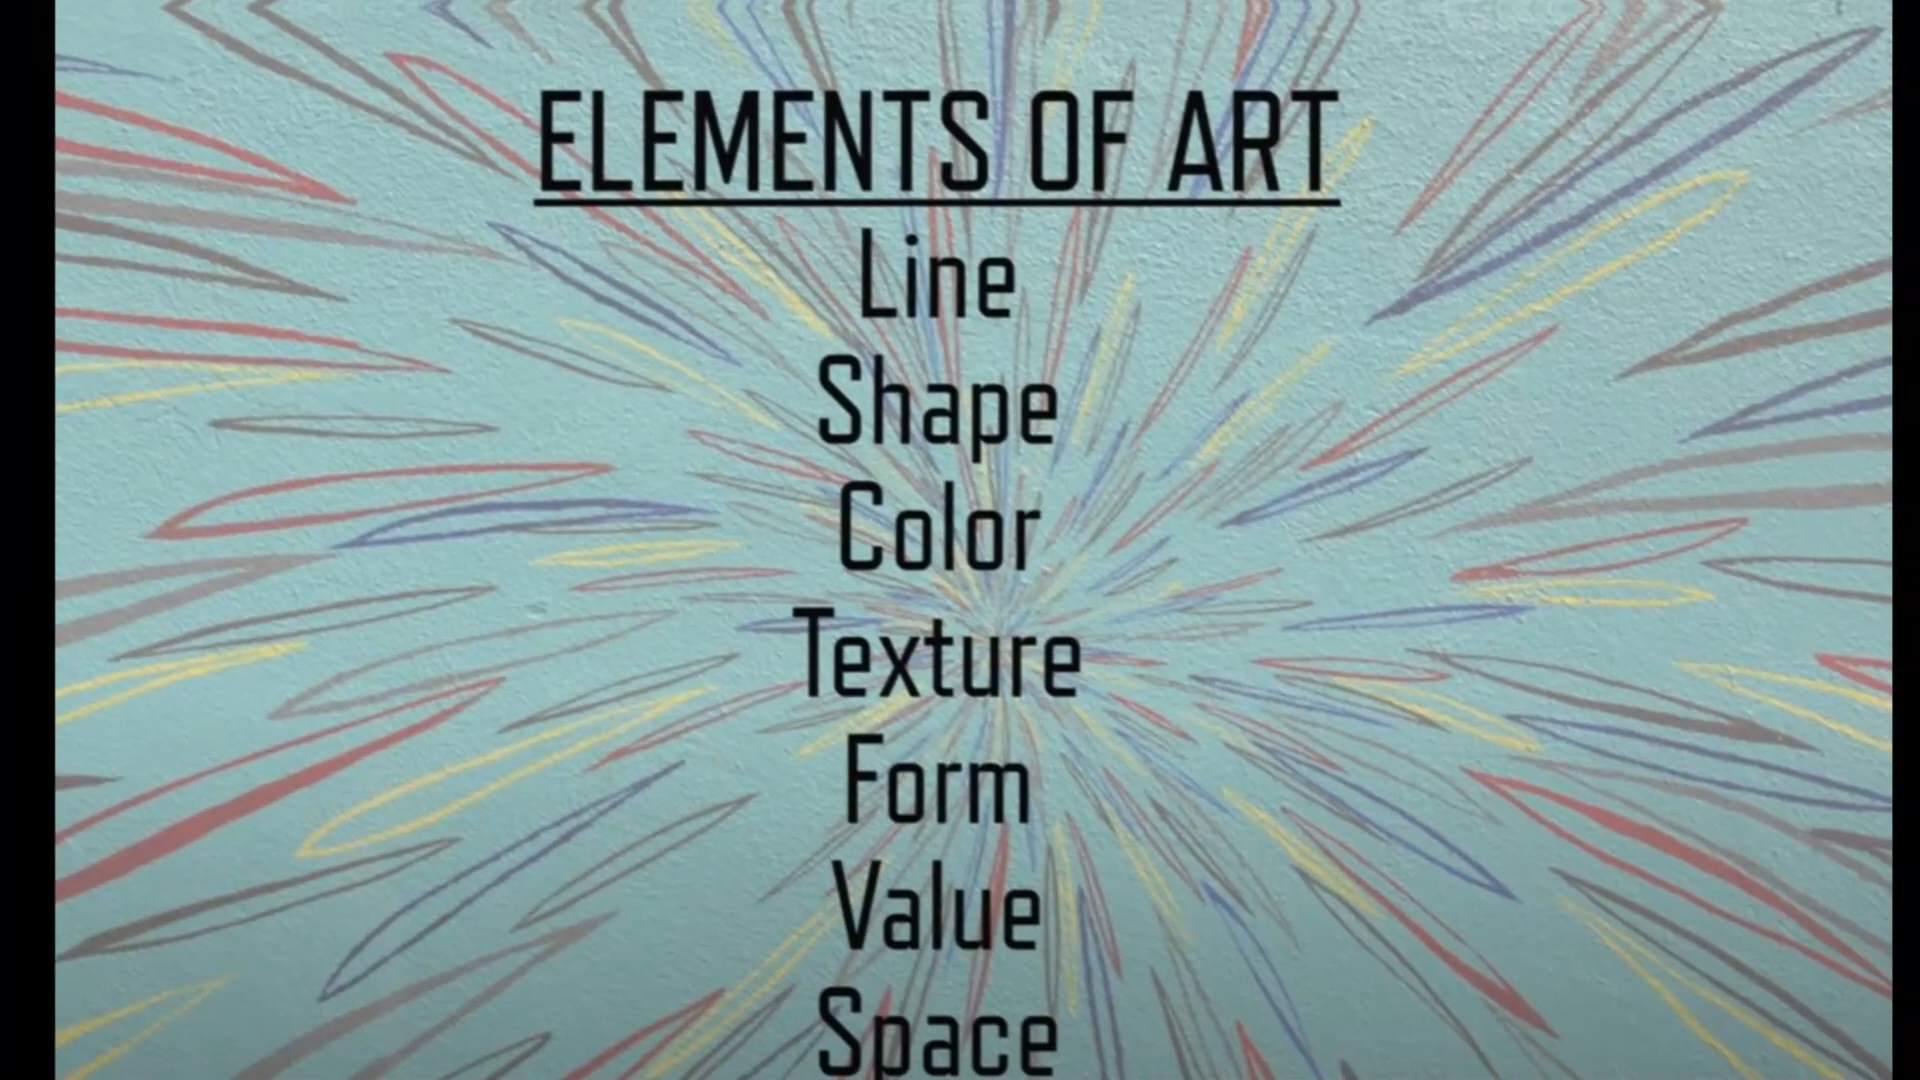 ELEMENTS OF ART
Line
Shape
Color
Texture
Form
Value
Space